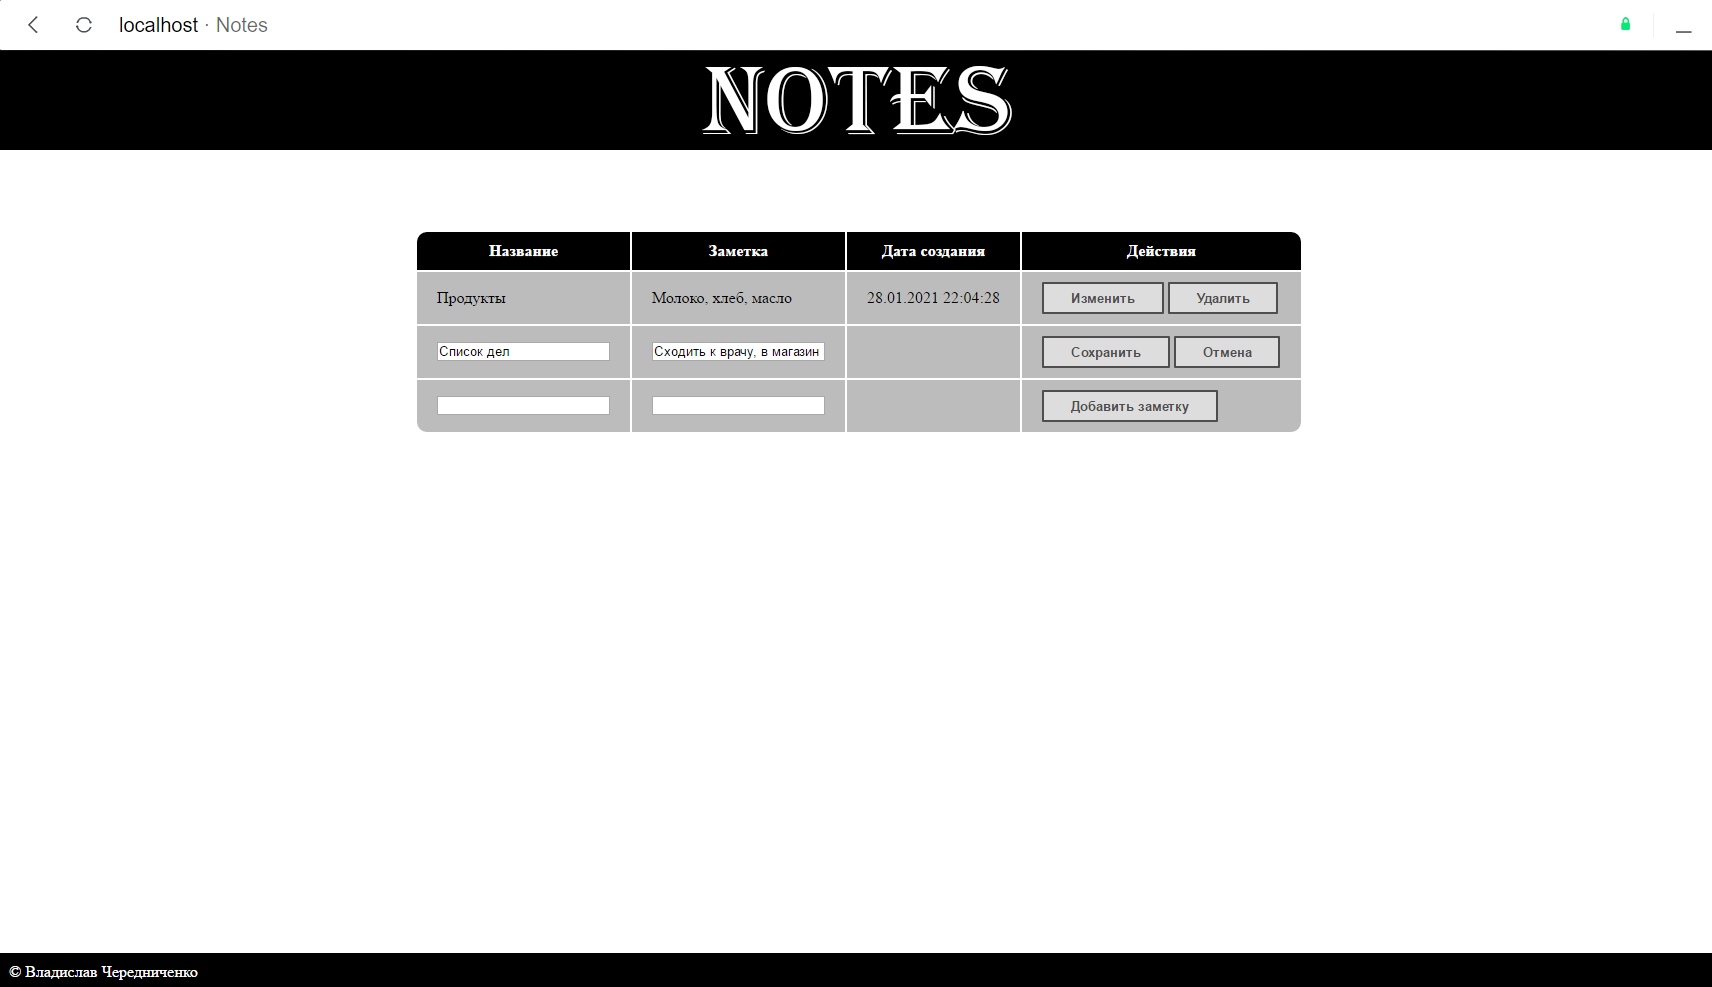 localhost · Notes
NOTES
Название Заметка Дата создания Действия
Продукты Молоко, хлеб, масло 28.01.2021 22:04:28 Изменить Удалить
Список дел Сходить к врачу, в магазин Сохранить Отмена
Добавить заметку
© Владислав Чередниченко